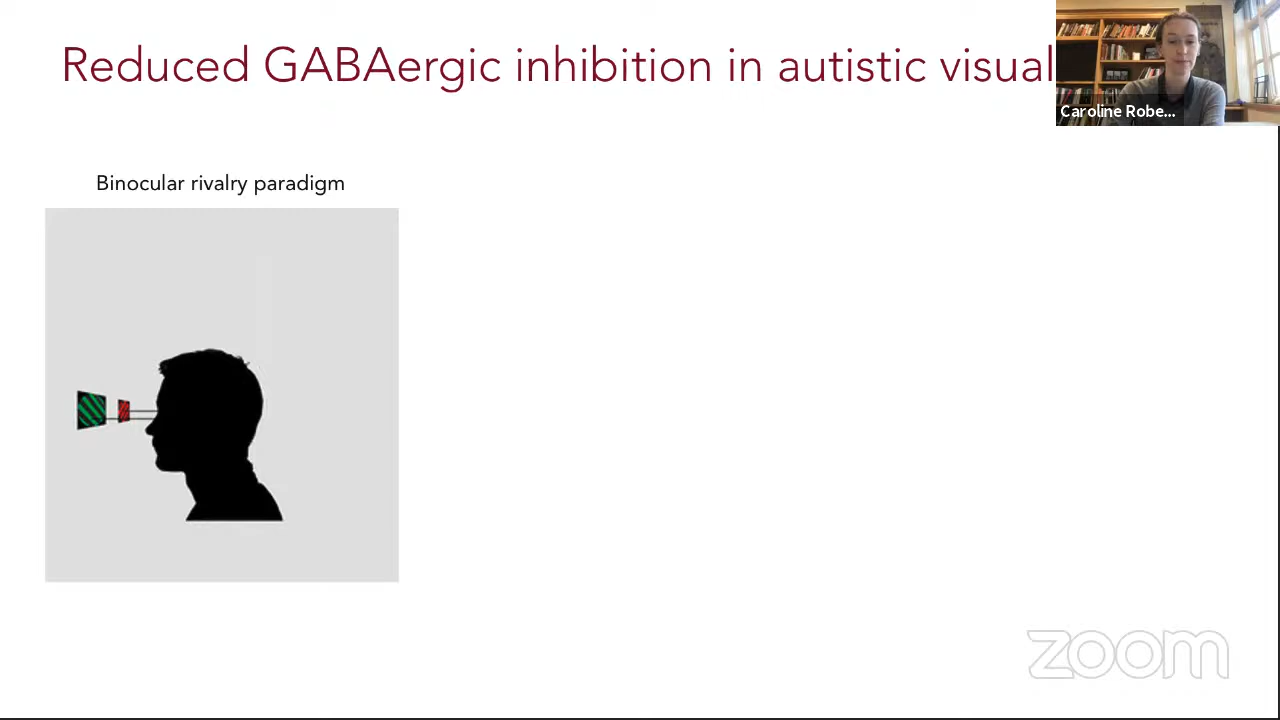 Reduced GABAergic inhibition in autistic visual
Caroline Robe...
Binocular rivalry paradigm
zoom